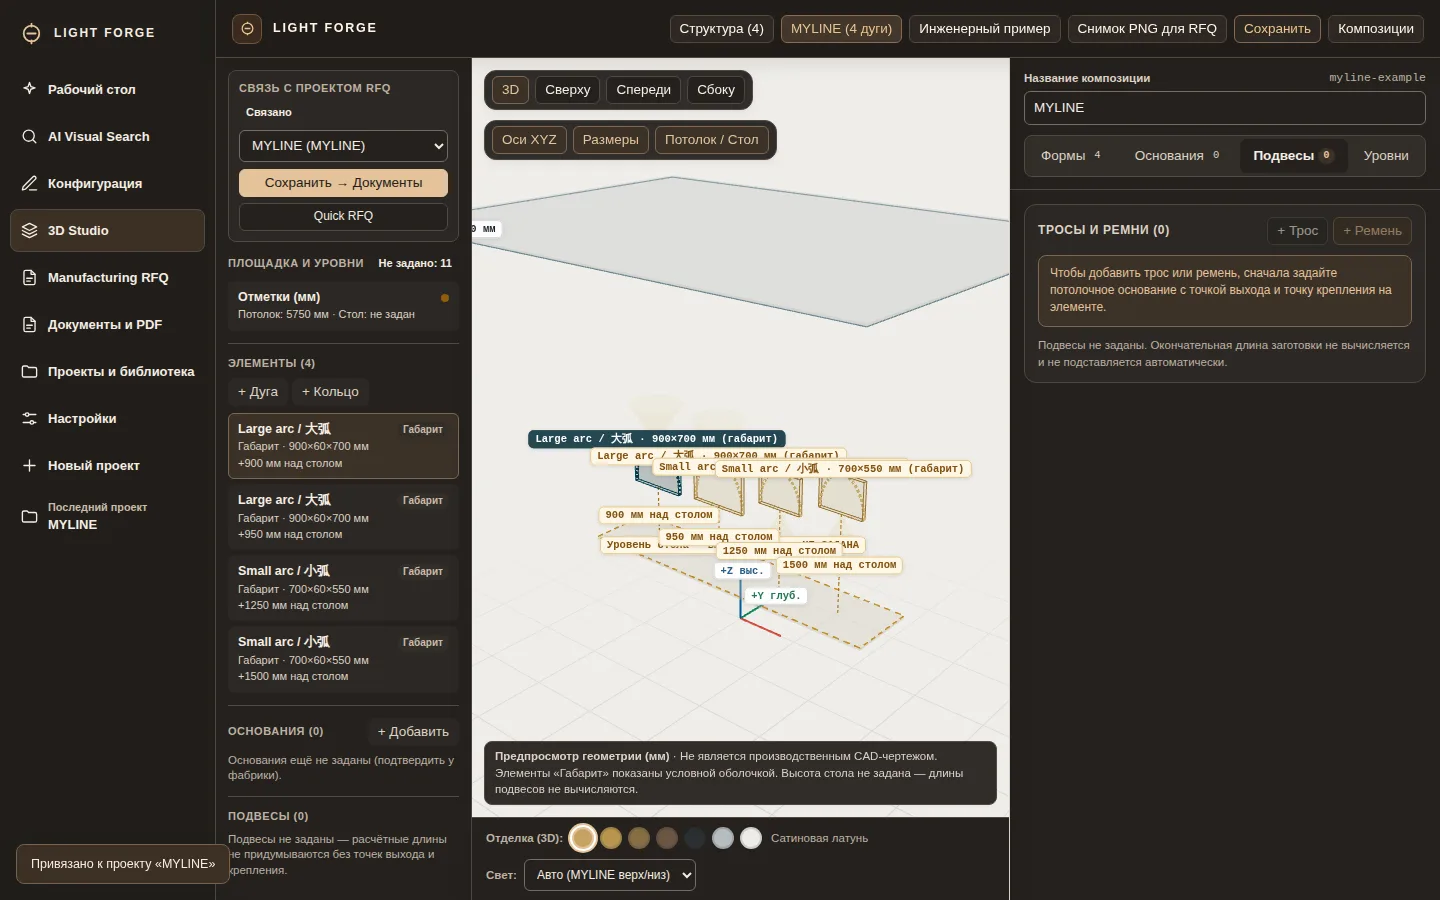 LIGHT FORGE
Рабочий стол
AI Visual Search
Конфигурация
3D Studio
Manufacturing RFQ
Документы и PDF
Проекты и библиотека
Настройки
Новый проект
Последний проект
MYLINE
Привязано к проекту «MYLINE»
LIGHT FORGE
Структура (4)
MYLINE (4 дуги)
Инженерный пример
Снимок PNG для RFQ
Сохранить
Композиции
СВЯЗЬ С ПРОЕКТОМ RFQ
Связано
MYLINE (MYLINE)
Сохранить → Документы
Quick RFQ
ПЛОЩАДКА И УРОВНИ Не задано: 11
Отметки (мм)
Потолок: 5750 мм · Стол: не задан
ЭЛЕМЕНТЫ (4)
+ Дуга + Кольцо
Large arc / 大弧 Габарит
Габарит · 900×60×700 мм
+900 мм над столом
Large arc / 大弧 Габарит
Габарит · 900×60×700 мм
+950 мм над столом
Small arc / 小弧 Габарит
Габарит · 700×60×550 мм
+1250 мм над столом
Small arc / 小弧 Габарит
Габарит · 700×60×550 мм
+1500 мм над столом
ОСНОВАНИЯ (0) + Добавить
Основания ещё не заданы (подтвердить у
фабрики).
ПОДВЕСЫ (0)
Подвесы не заданы — расчётные длины
не придумываются без точек выхода и
крепления.
3D Сверху Спереди Сбоку
Оси XYZ Размеры Потолок / Стол
0 мм
Large arc / 大弧 · 900×700 мм (габарит)
Large arc / 大弧 · 900×700 мм (габарит)
Small arc
Small arc / 小弧 · 700×550 мм (габарит)
900 мм над столом
950 мм над столом
Уровень
1250 мм над столом
1500 мм над столом
+Z выс.
+Y глуб.
Предпросмотр геометрии (мм) · Не является производственным CAD-чертежом.
Элементы «Габарит» показаны условной оболочкой. Высота стола не задана — длины
подвесов не вычисляются.
Отделка (3D): Сатиновая латунь
Свет: Авто (MYLINE верх/низ)
Название композиции myline-example
MYLINE
Формы 4 Основания 0 Подвесы 0 Уровни
ТРОСЫ И РЕМНИ (0) + Трос + Ремень
Чтобы добавить трос или ремень, сначала задайте
потолочное основание с точкой выхода и точку крепления на
элементе.
Подвесы не заданы. Окончательная длина заготовки не вычисляется
и не подставляется автоматически.